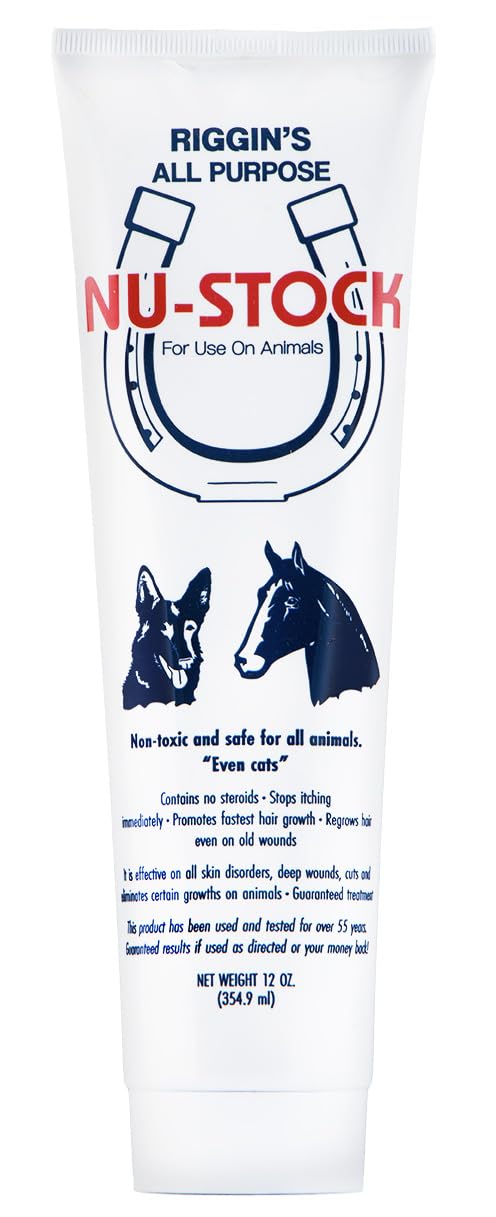 RIGGIN'S
ALL PURPOSE
NU-STOCK
For Use On Animals
Non-toxic and safe for all animals.
"Even cats"
Contains no steroids • Stops itching
immediately • Promotes fastest hair growth • Regrows hair
even on old wounds
It is effective on all skin disorders, deep wounds, cuts and
eliminates certain growths on animals • Guaranteed treatment
This product has been used and tested for over 55 years.
Guaranteed results if used as directed or your money back!
NET WEIGHT 12 OZ.
(354.9 ml)